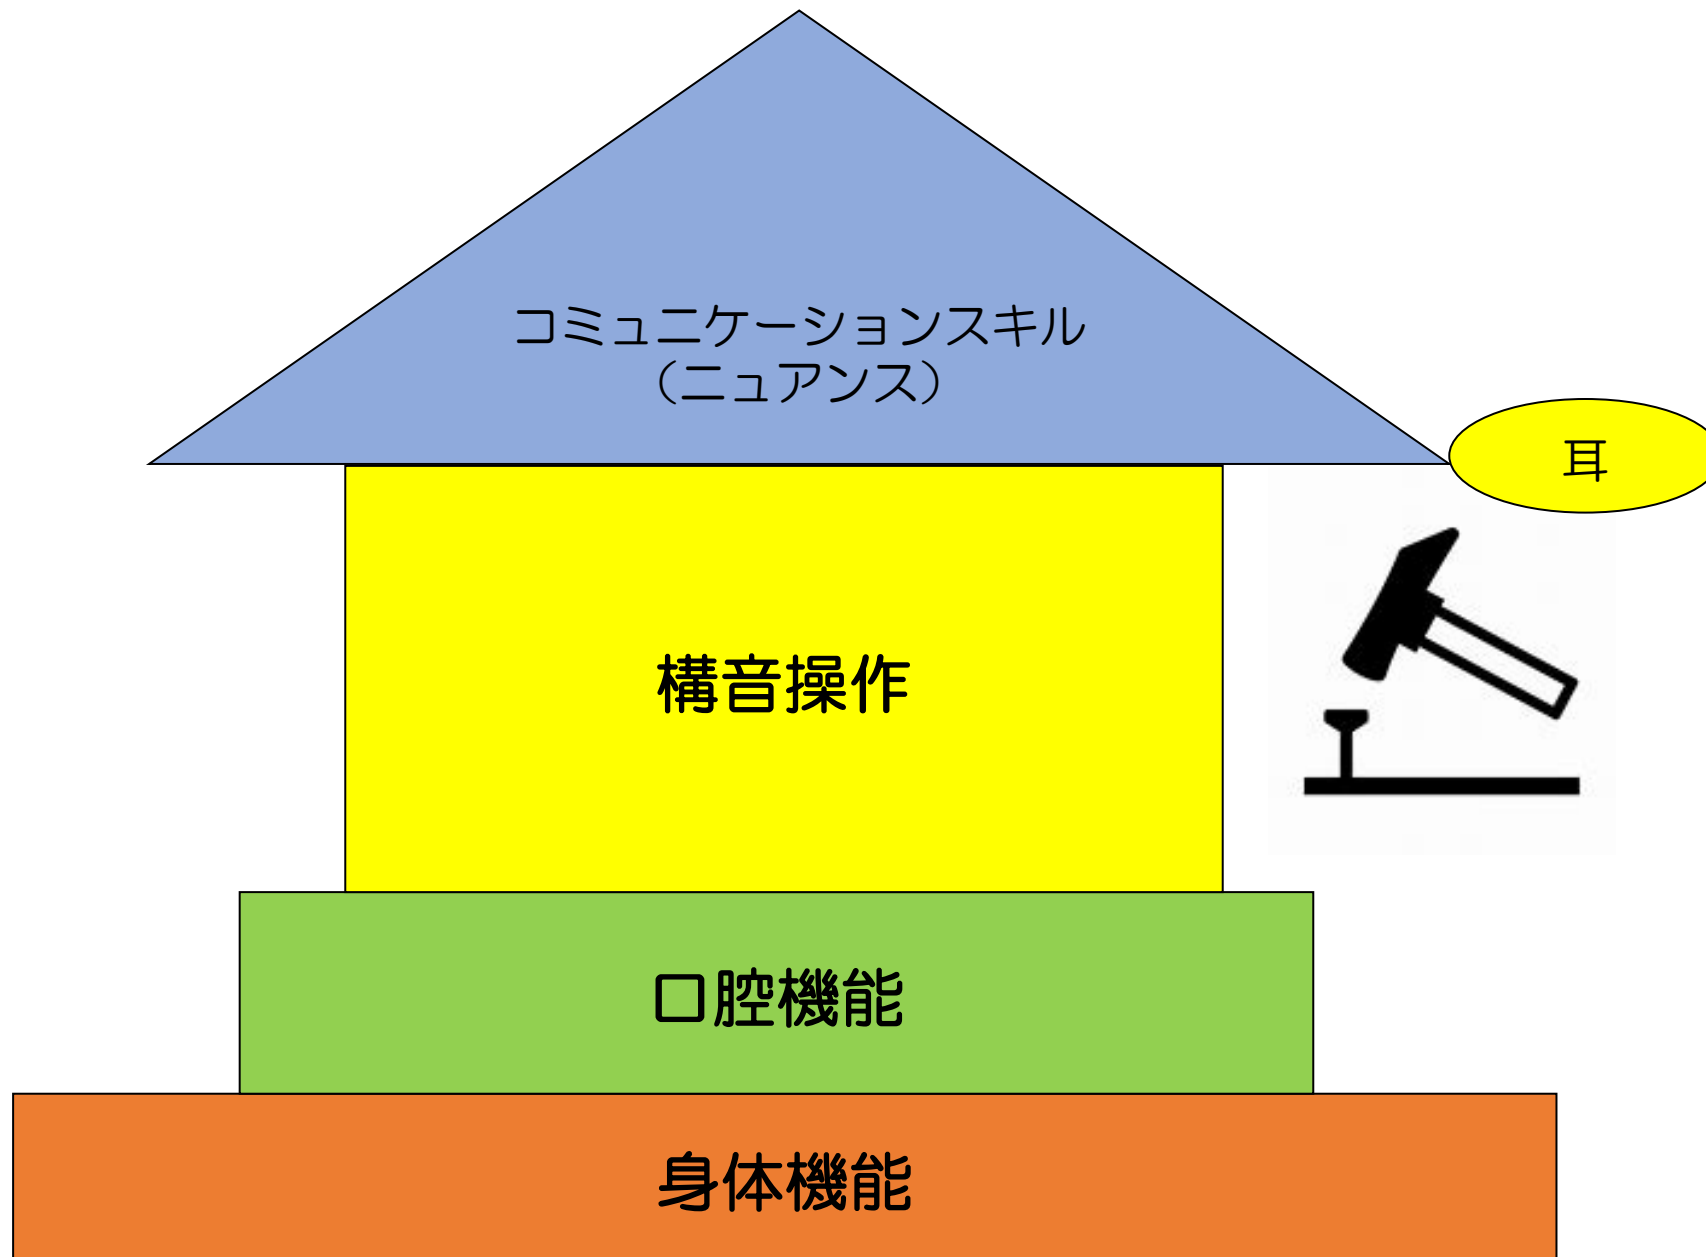 コミュニケーションスキル
（ニュアンス）
耳
構音操作
口腔機能
身体機能